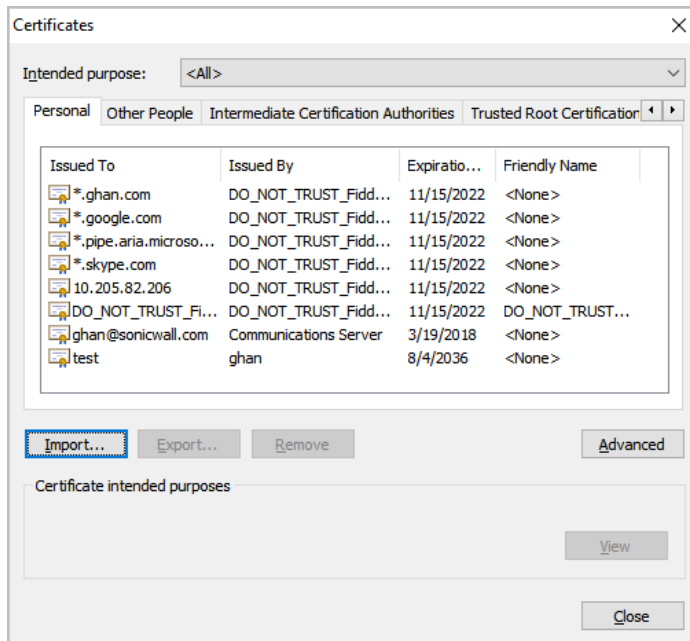 Certificates
Intended purpose: <All>
Personal Other People Intermediate Certification Authorities Trusted Root Certification
Issued To Issued By Expiratio... Friendly Name
*.ghan.com DO_NOT_TRUST_Fidd... 11/15/2022 <None>
*.google.com DO_NOT_TRUST_Fidd... 11/15/2022 <None>
*.pipe.aria.microso... DO_NOT_TRUST_Fidd... 11/15/2022 <None>
*.skype.com DO_NOT_TRUST_Fidd... 11/15/2022 <None>
10.205.82.206 DO_NOT_TRUST_Fidd... 11/15/2022 <None>
DO_NOT_TRUST_Fi... DO_NOT_TRUST_Fidd... 11/15/2022 DO_NOT_TRUST...
ghan@sonicwall.com Communications Server 3/19/2018 <None>
test ghan 8/4/2036 <None>
Import... Export... Remove Advanced
Certificate intended purposes
View
Close